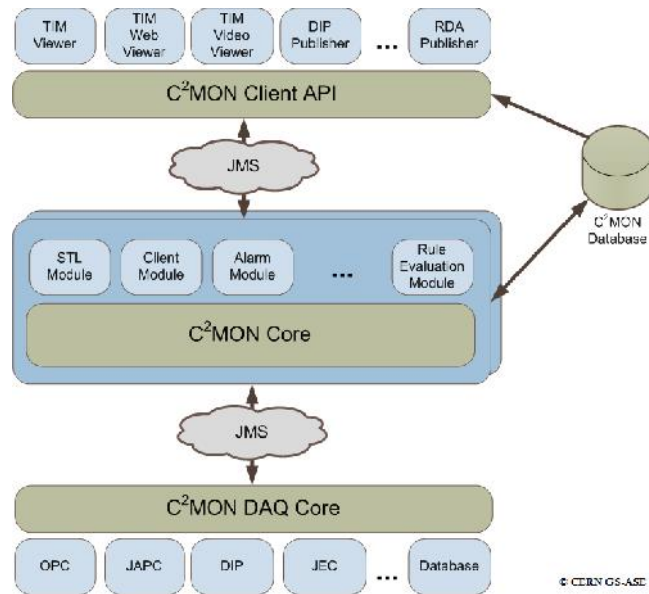 TIM
Viewer
TIM
Web
Viewer
TIM
Video
Viewer
DIP
Publisher
...
RDA
Publisher
C²MON Client API
JMS
C²MON
Database
STL
Module
Client
Module
Alarm
Module
...
Rule
Evaluation
Module
C²MON Core
JMS
C²MON DAQ Core
OPC
JAPC
DIP
JEC
...
Database
© CERN GS-ASE